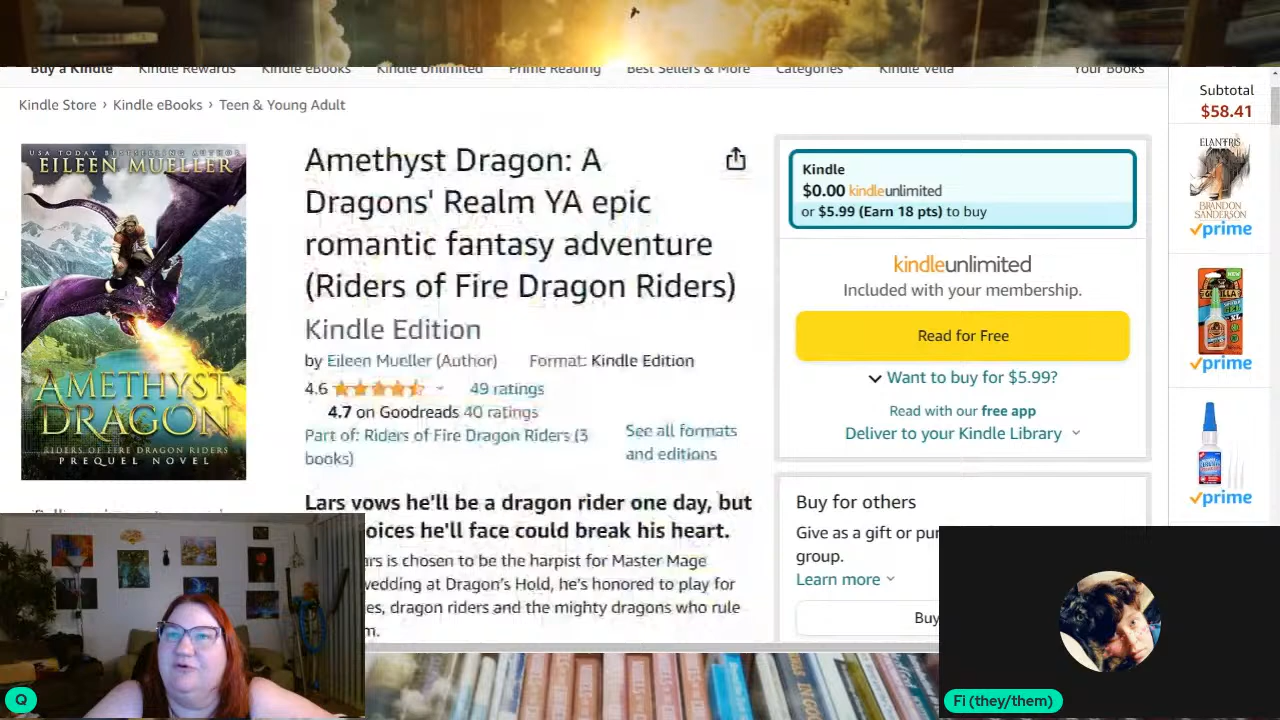 Buy a Kindle Kindle Rewards Kindle eBooks Kindle Unlimited Prime Reading Best Sellers & More Categories Kindle Vella Your Books
Kindle Store › Kindle eBooks › Teen & Young Adult
Subtotal
$58.41
USA TODAY BESTSELLING AUTHOR
EILEEN MUELLER
AMETHYST
DRAGON
RIDERS OF FIRE DRAGON RIDERS
PREQUEL NOVEL
Amethyst Dragon: A
Dragons' Realm YA epic
romantic fantasy adventure
(Riders of Fire Dragon Riders)
Kindle Edition
by Eileen Mueller (Author) Format: Kindle Edition
4.6 49 ratings
4.7 on Goodreads 40 ratings
Part of: Riders of Fire Dragon Riders (3
books)
See all formats
and editions
Lars vows he'll be a dragon rider one day, but
oices he'll face could break his heart.
ars is chosen to be the harpist for Master Mage
wedding at Dragon's Hold, he's honored to play for
es, dragon riders and the mighty dragons who rule
m.
Kindle
$0.00 kindleunlimited
or $5.99 (Earn 18 pts) to buy
kindleunlimited
Included with your membership.
Read for Free
Want to buy for $5.99?
Read with our free app
Deliver to your Kindle Library
Buy for others
Give as a gift or pur
group.
Learn more
Buy
ELANTRIS
BRANDON
SANDERSON
prime
GORILLA
prime
prime
Q
Fi (they/them)